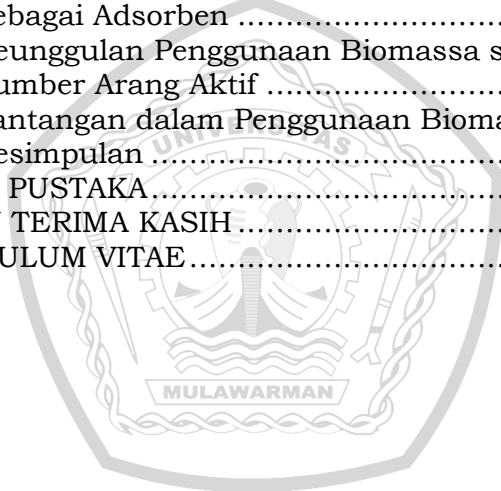 ebagai Adsorben ..........................
eunggulan Penggunaan Biomassa s
umber Arang Aktif ......................
antangan dalam Penggunaan Bioma
esimpulan ....................................
PUSTAKA....................................
TERIMA KASIH .........................
ULUM VITAE...............................
UNIVERSITAS
MULAWARMAN